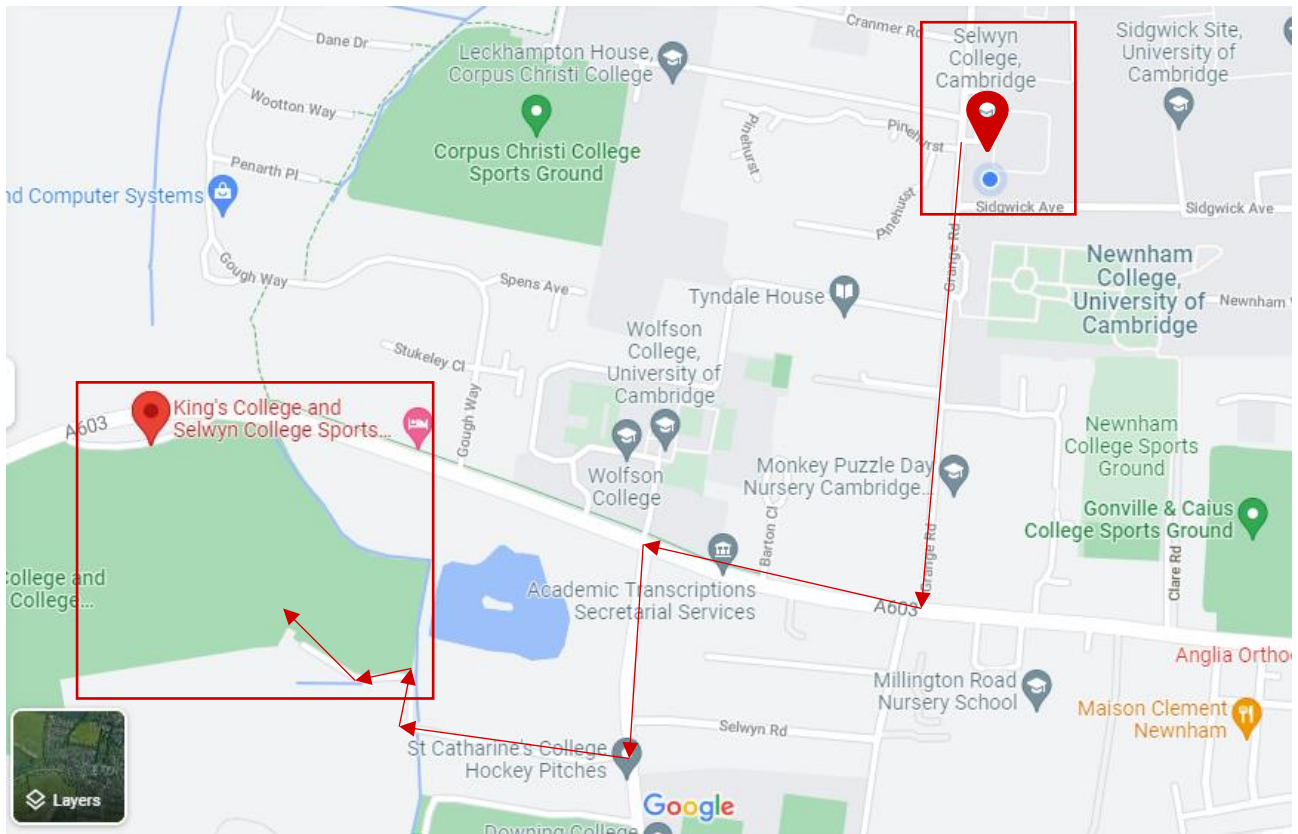 Cranmer Rd
Selwyn
College,
Cambridge
Sidgwick Site,
University of
Cambridge
Dane Dr
Leckhampton House,
Corpus Christi College
Wootton Way
Pinehurst
Pinehurst
Corpus Christi College
Sports Ground
Penarth Pl
nd Computer Systems
Pinehurst
Sidgwick Ave
Sidgwick Ave
Grange Rd
Gough Way
Newnham
College,
University of
Cambridge
Spens Ave
Tyndale House
Newnham
Wolfson
College,
University of
Cambridge
Stukeley Cl
Gough Way
A603
King's College and
Selwyn College Sports...
Newnham
College Sports
Ground
Wolfson
College
Monkey Puzzle Day
Nursery Cambridge...
Gonville & Caius
College Sports Ground
Barton Cl
Grange Rd
Clare Rd
College and
College...
Academic Transcriptions
Secretarial Services
A603
Anglia Ortho
Millington Road
Nursery School
Maison Clement
Newnham
Selwyn Rd
St Catharine's College
Hockey Pitches
Layers
Google
Downing College